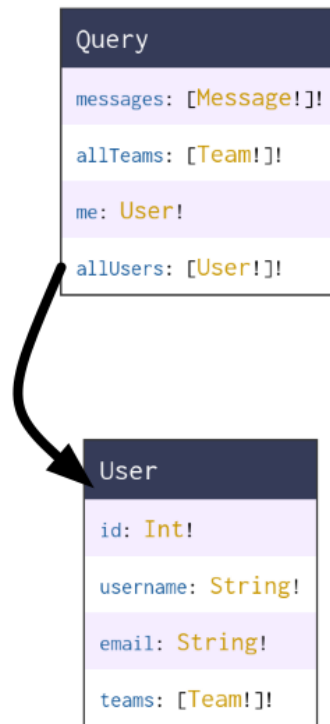 Query
messages: [Message!]!
allTeams: [Team!]!
me: User!
allUsers: [User!]!
User
id: Int!
username: String!
email: String!
teams: [Team!]!